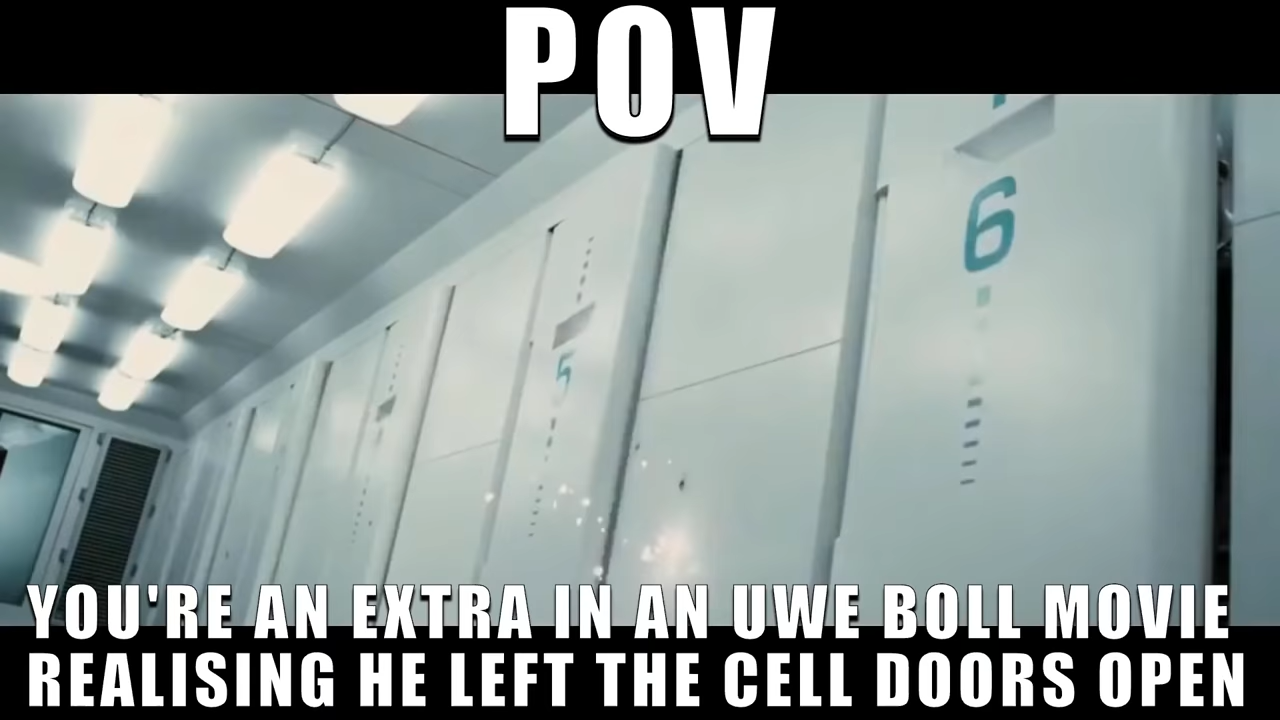 POV
6
5
YOU'RE AN EXTRA IN AN UWE BOLL MOVIE
REALISING HE LEFT THE CELL DOORS OPEN